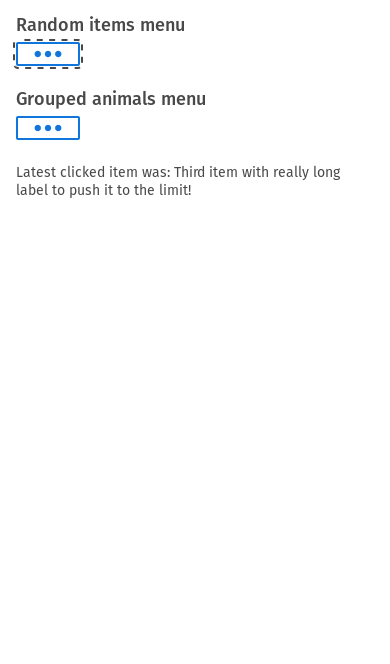 Random items menu
Grouped animals menu
Latest clicked item was: Third item with really long
label to push it to the limit!